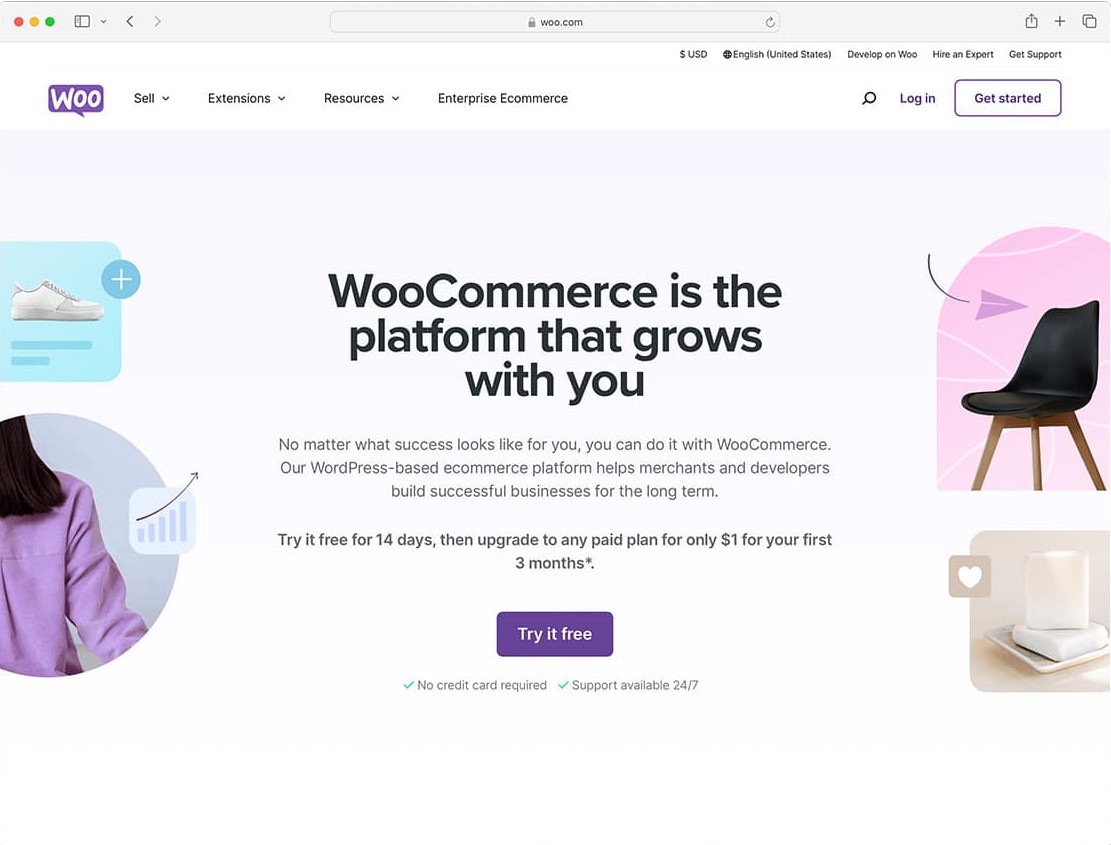 woo.com
$ USD English (United States) Develop on Woo Hire an Expert Get Support
WOO Sell Extensions Resources Enterprise Ecommerce Log in Get started
WooCommerce is the
platform that grows
with you
No matter what success looks like for you, you can do it with WooCommerce.
Our WordPress-based ecommerce platform helps merchants and developers
build successful businesses for the long term.
Try it free for 14 days, then upgrade to any paid plan for only $1 for your first
3 months*.
Try it free
No credit card required Support available 24/7